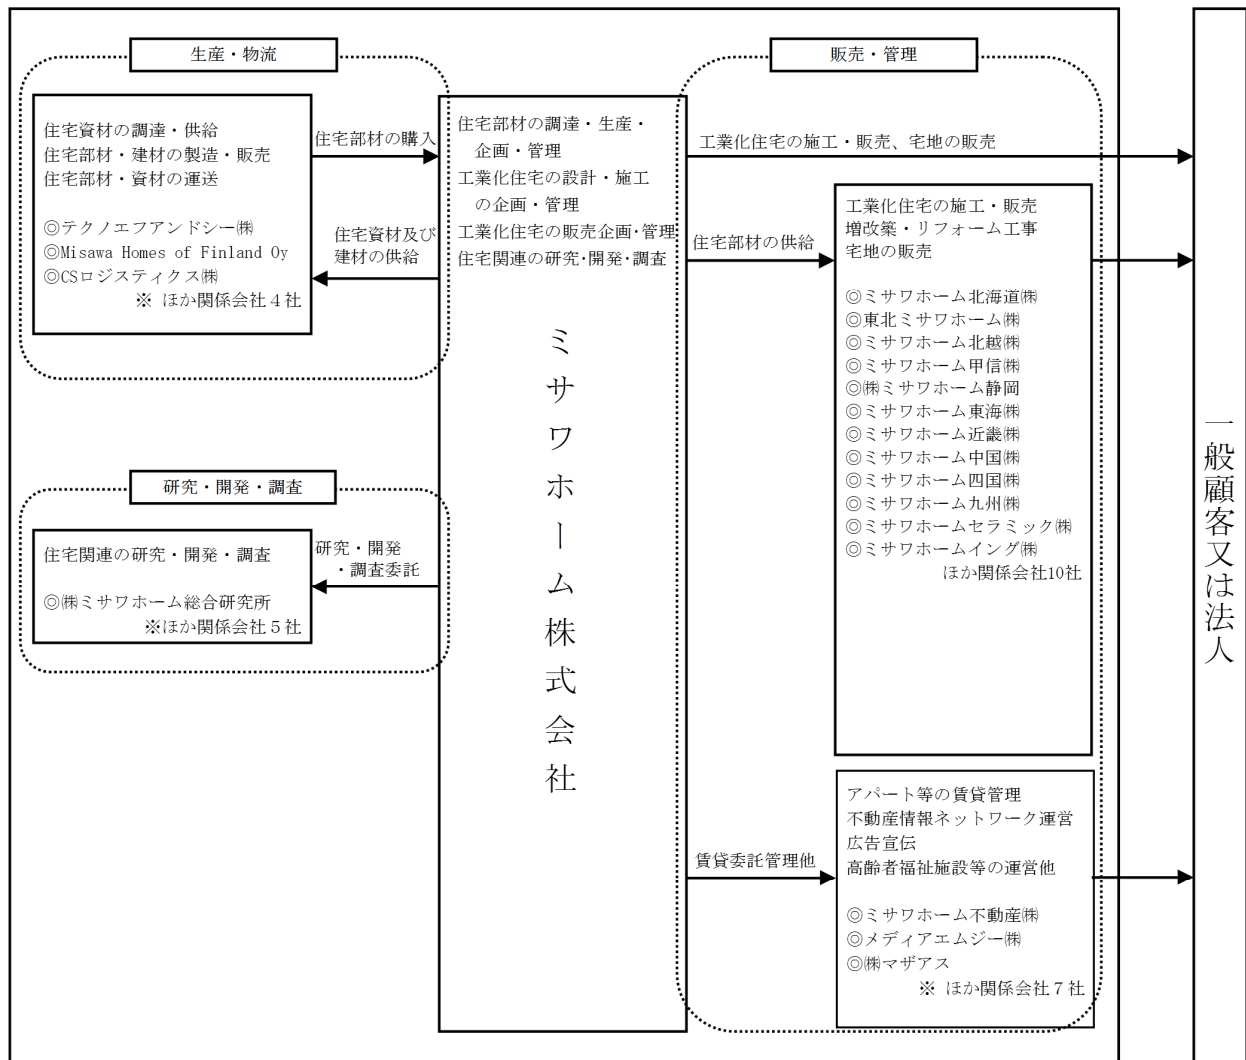 生産・物流
住宅資材の調達・供給
住宅部材・建材の製造・販売
住宅部材・資材の運送
◎テクノエフアンドシー㈱
◎Misawa Homes of Finland Oy
◎CSロジスティクス㈱
※ ほか関係会社４社
住宅部材の購入
住宅資材及び
建材の供給
研究・開発・調査
住宅関連の研究・開発・調査
◎㈱ミサワホーム総合研究所
※ほか関係会社５社
研究・開発
・調査委託
住宅部材の調達・生産・
企画・管理
工業化住宅の設計・施工
の企画・管理
工業化住宅の販売企画・管理
住宅関連の研究・開発・調査
ミサワホーム株式会社
販売・管理
工業化住宅の施工・販売、宅地の販売
住宅部材の供給
工業化住宅の施工・販売
増改築・リフォーム工事
宅地の販売
◎ミサワホーム北海道㈱
◎東北ミサワホーム㈱
◎ミサワホーム北越㈱
◎ミサワホーム甲信㈱
◎㈱ミサワホーム静岡
◎ミサワホーム東海㈱
◎ミサワホーム近畿㈱
◎ミサワホーム中国㈱
◎ミサワホーム四国㈱
◎ミサワホーム九州㈱
◎ミサワホームセラミック㈱
◎ミサワホームイング㈱
ほか関係会社10社
賃貸委託管理他
アパート等の賃貸管理
不動産情報ネットワーク運営
広告宣伝
高齢者福祉施設等の運営他
◎ミサワホーム不動産㈱
◎メディアエムジー㈱
◎㈱マザアス
※ ほか関係会社７社
一般顧客又は法人